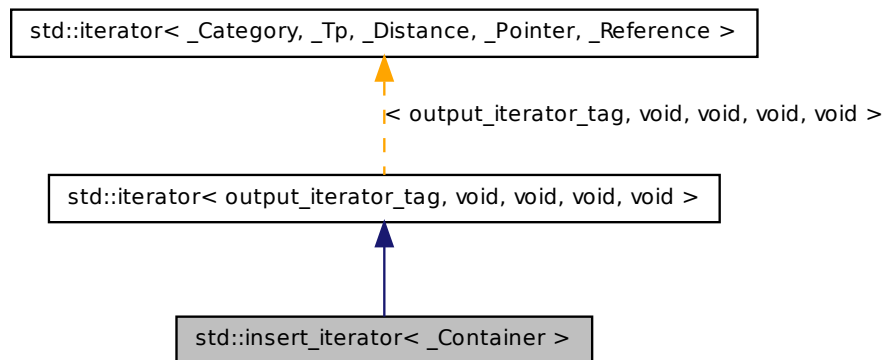 std::iterator< _Category, _Tp, _Distance, _Pointer, _Reference >
< output_iterator_tag, void, void, void, void >
std::iterator< output_iterator_tag, void, void, void, void >
std::insert_iterator< _Container >